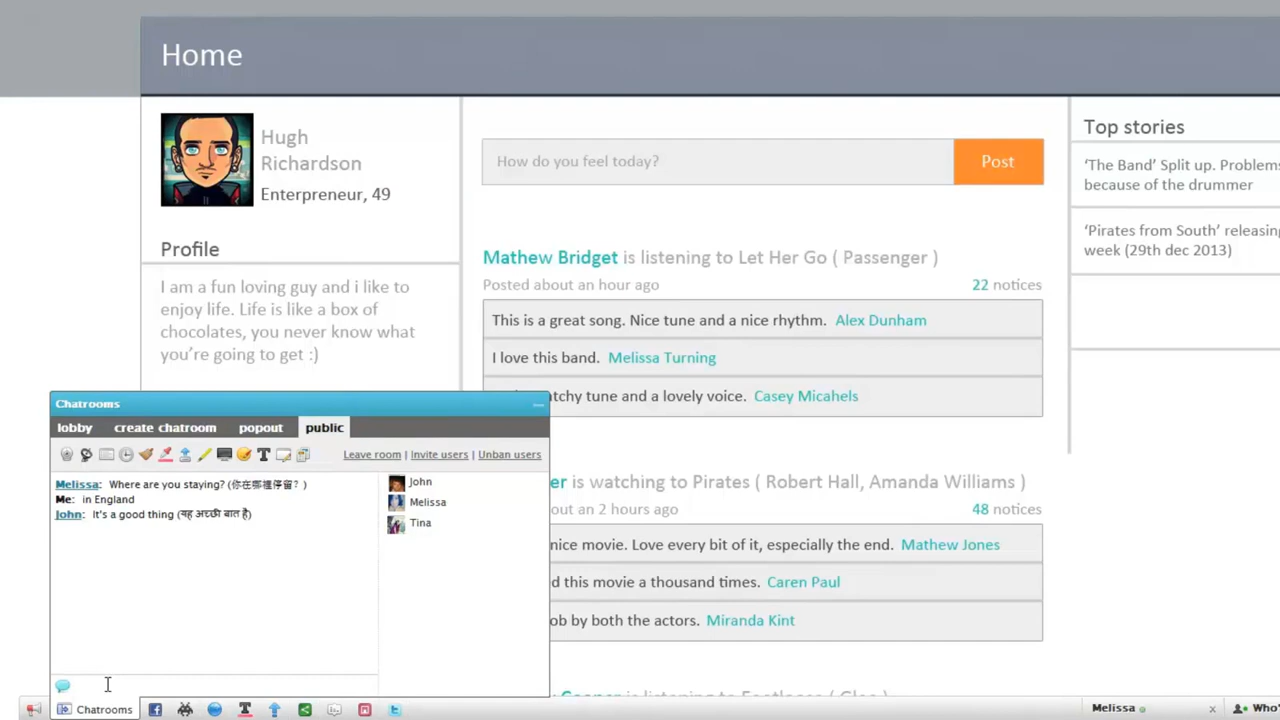 Home
Hugh
Richardson
Enterpreneur, 49
Profile
I am a fun loving guy and i like to
enjoy life. Life is like a box of
chocolates, you never know what
you're going to get :)
How do you feel today?
Post
Mathew Bridget is listening to Let Her Go ( Passenger )
Posted about an hour ago
22 notices
This is a great song. Nice tune and a nice rhythm. Alex Dunham
I love this band. Melissa Turning
tchy tune and a lovely voice. Casey Micahels
er is watching to Pirates ( Robert Hall, Amanda Williams )
out an 2 hours ago
48 notices
nice movie. Love every bit of it, especially the end. Mathew Jones
d this movie a thousand times. Caren Paul
ob by both the actors. Miranda Kint
Top stories
‘The Band’ Split up. Problems
because of the drummer
‘Pirates from South’ releasing
week (29th dec 2013)
Chatrooms
lobby create chatroom popout public
Leave room | Invite users | Unban users
Melissa: Where are you staying? (你在哪裡停留? )
Me: in England
John: It's a good thing (यह अच्छी बात है)
John
Melissa
Tina
Chatrooms
Melissa x
Who'